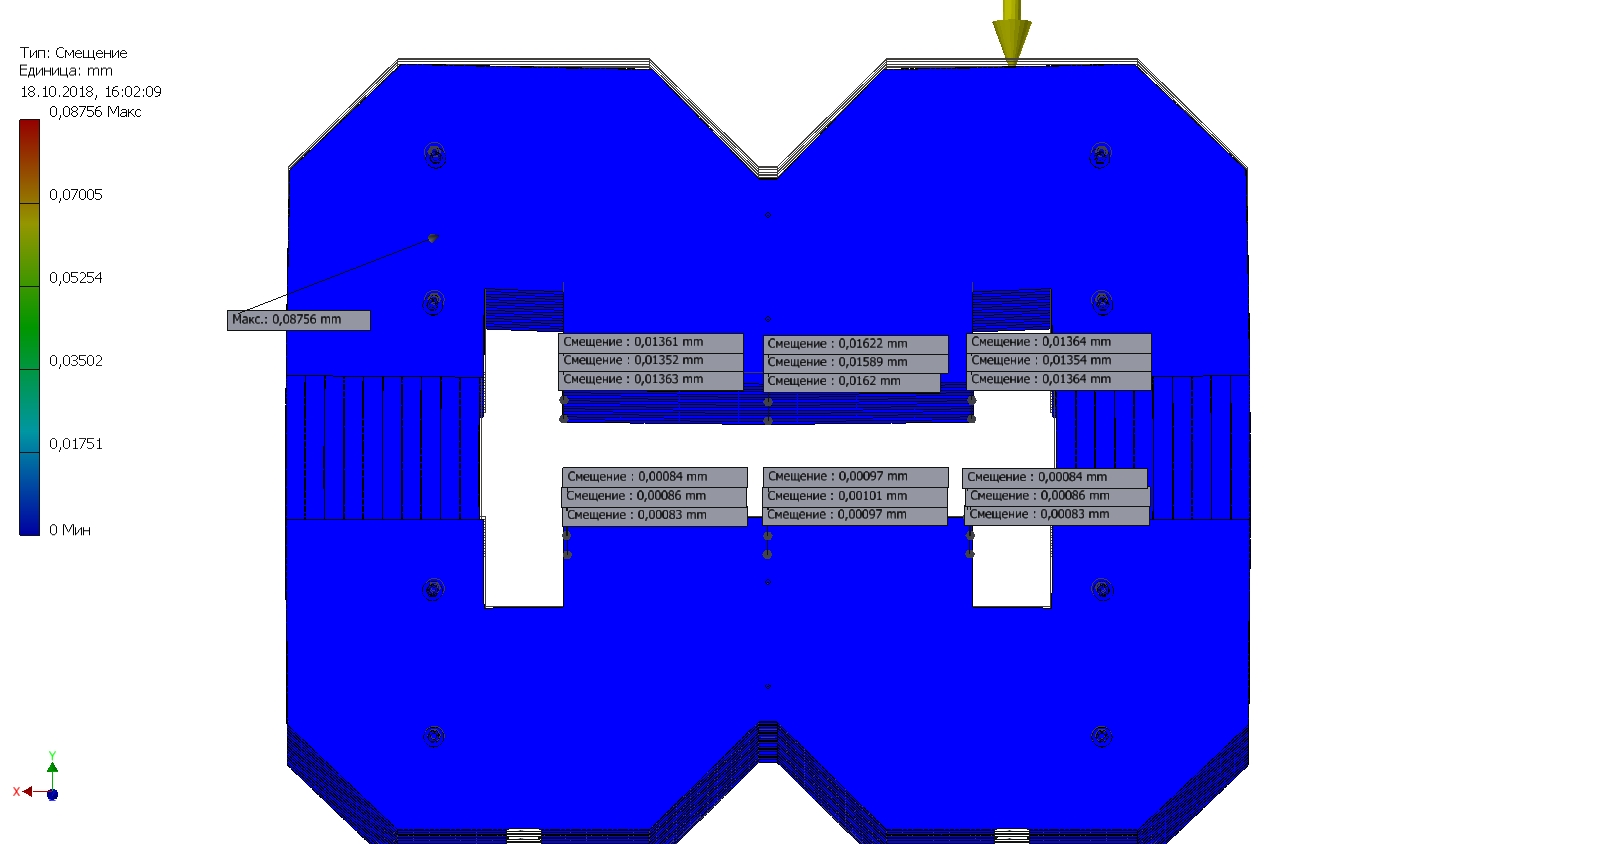 Тип: Смещение
Единица: mm
18.10.2018, 16:02:09
0,08756 Макс
0,07005
0,05254
0,03502
0,01751
0 Мин
Макс.: 0,08756 mm
Смещение : 0,01361 mm
Смещение : 0,01352 mm
Смещение : 0,01363 mm
Смещение : 0,01622 mm
Смещение : 0,01589 mm
Смещение : 0,0162 mm
Смещение : 0,01364 mm
Смещение : 0,01354 mm
Смещение : 0,01364 mm
Смещение : 0,00084 mm
Смещение : 0,00086 mm
Смещение : 0,00083 mm
Смещение : 0,00097 mm
Смещение : 0,00101 mm
Смещение : 0,00097 mm
Смещение : 0,00084 mm
Смещение : 0,00086 mm
Смещение : 0,00083 mm
Y
X